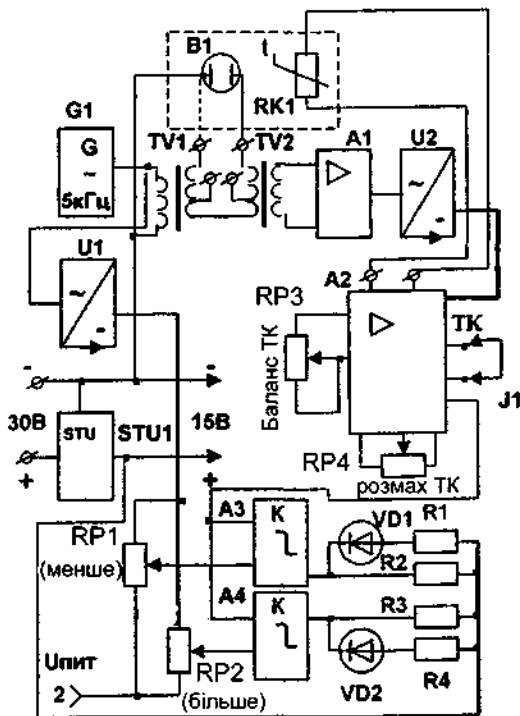 B1
t
RK1
G1
G
~
5кГц
TV1
TV2
A1
U2
~
-
U1
~
-
A2
RP3
Баланс ТК
ТК
J1
-
-
30В
STU
STU1
15В
+
+
RP4
розмах ТК
RP1
(менше)
A3
K
VD1
R1
R2
A4
K
R3
R4
VD2
RP2
(більше)
Uпит
2